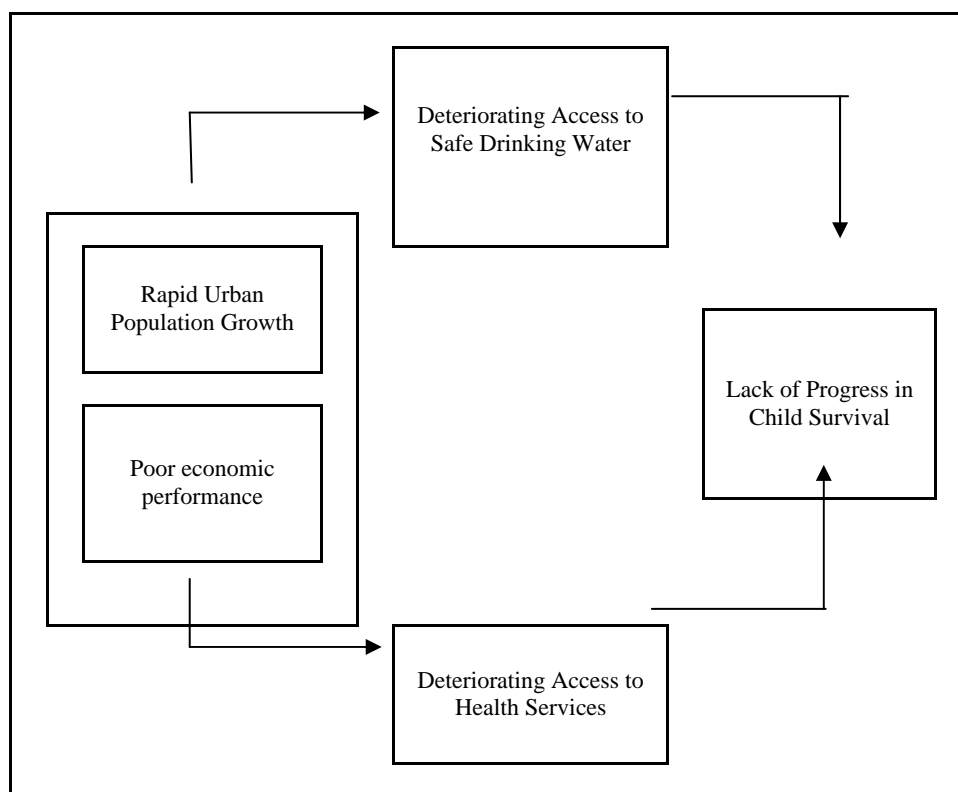 Deteriorating Access to
Safe Drinking Water
Rapid Urban
Population Growth
Lack of Progress in
Child Survival
Poor economic
performance
Deteriorating Access to
Health Services